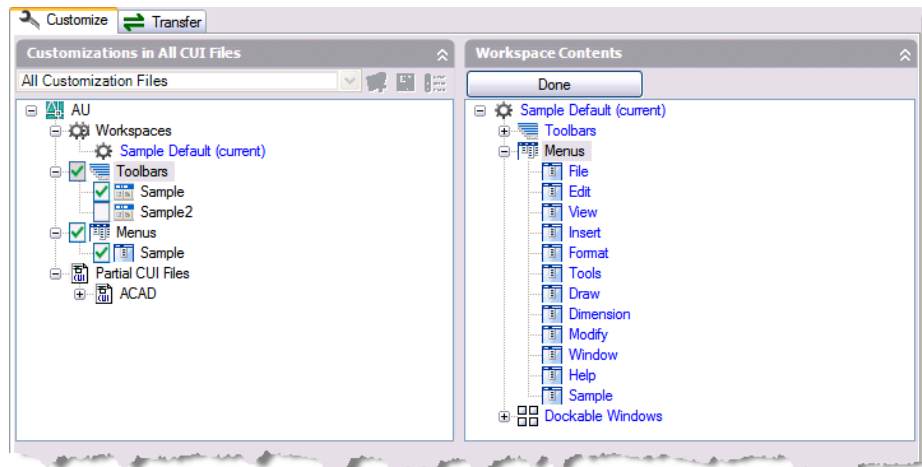 Customize Transfer
Customizations in All CUI Files
All Customization Files
AU
Workspaces
Sample Default (current)
Toolbars
Sample
Sample2
Menus
Sample
Partial CUI Files
ACAD
Workspace Contents
Done
Sample Default (current)
Toolbars
Menus
File
Edit
View
Insert
Format
Tools
Draw
Dimension
Modify
Window
Help
Sample
Dockable Windows